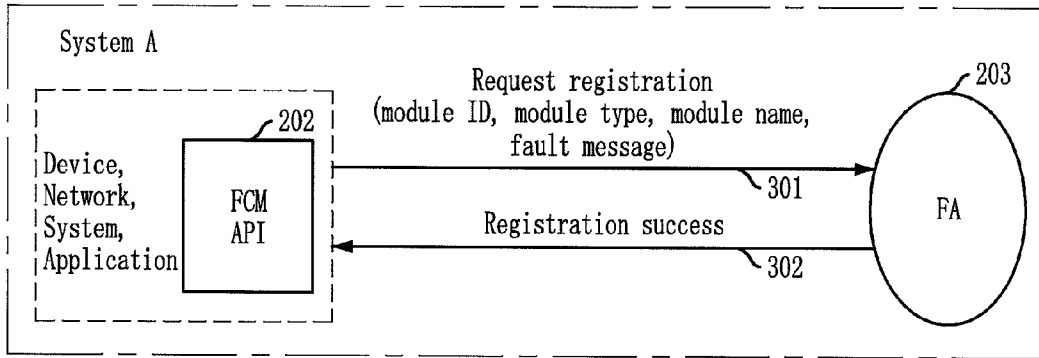 System A
Request registration
(module ID, module type, module name,
fault message)
203
202
Device,
Network,
System,
Application
FCM
API
301
FA
Registration success
302